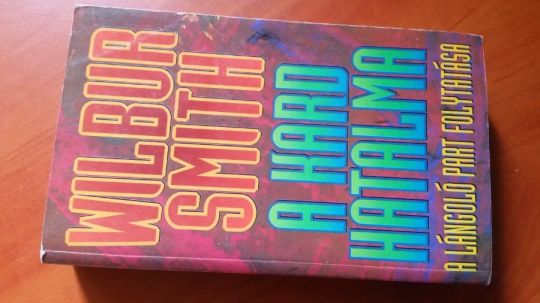 WILBUR
SMITH
A KARD
HATALMA
A LÁNGOLÓ PART FOLYTATÁSA